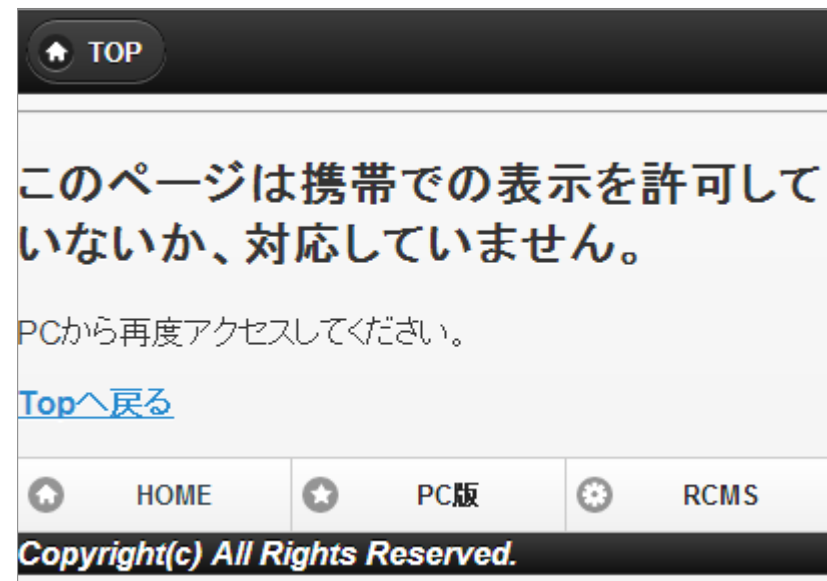 TOP
このページは携帯での表示を許可して
いないか、対応していません。
PCから再度アクセスしてください。
Topへ戻る
HOME PC版 RCMS
Copyright(c) All Rights Reserved.